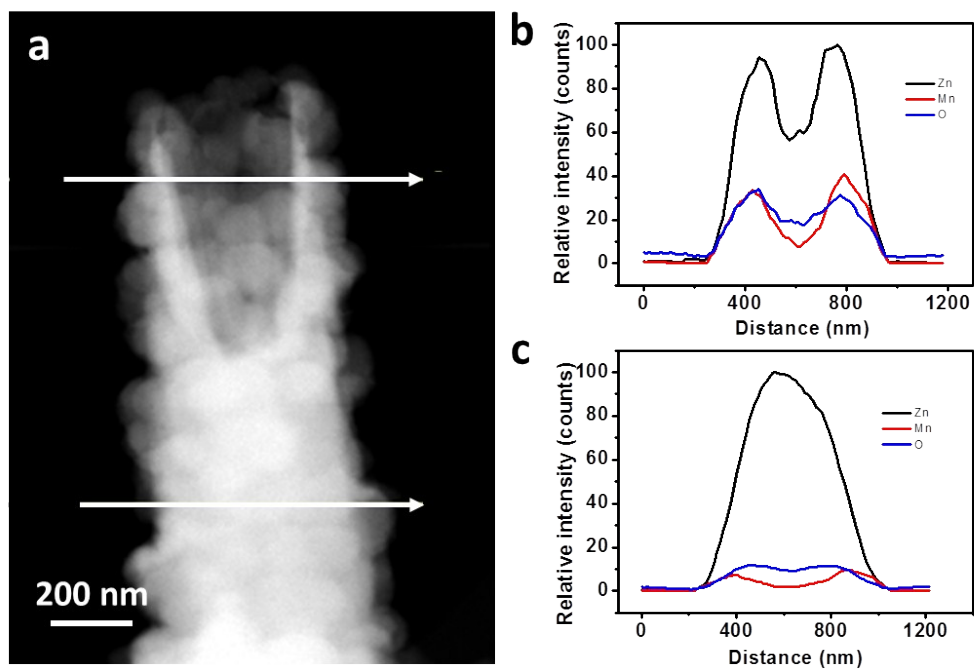 a
200 nm
b
Relative intensity (counts)
100
80
60
40
20
0
Zn
Mn
O
0 400 800 1200
Distance (nm)
c
Relative intensity (counts)
100
80
60
40
20
0
Zn
Mn
O
0 400 800 1200
Distance (nm)